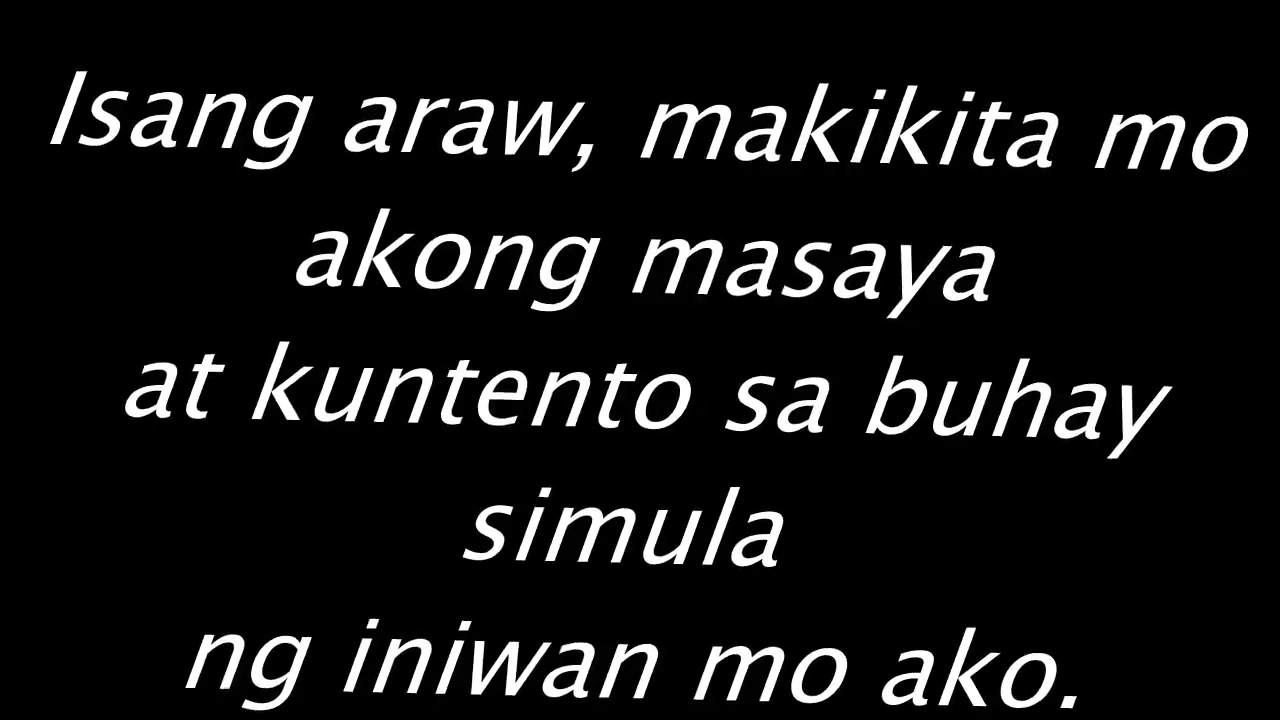 Isang araw, makikita mo
akong masaya
at kuntento sa buhay
simula
ng iniwan mo ako.